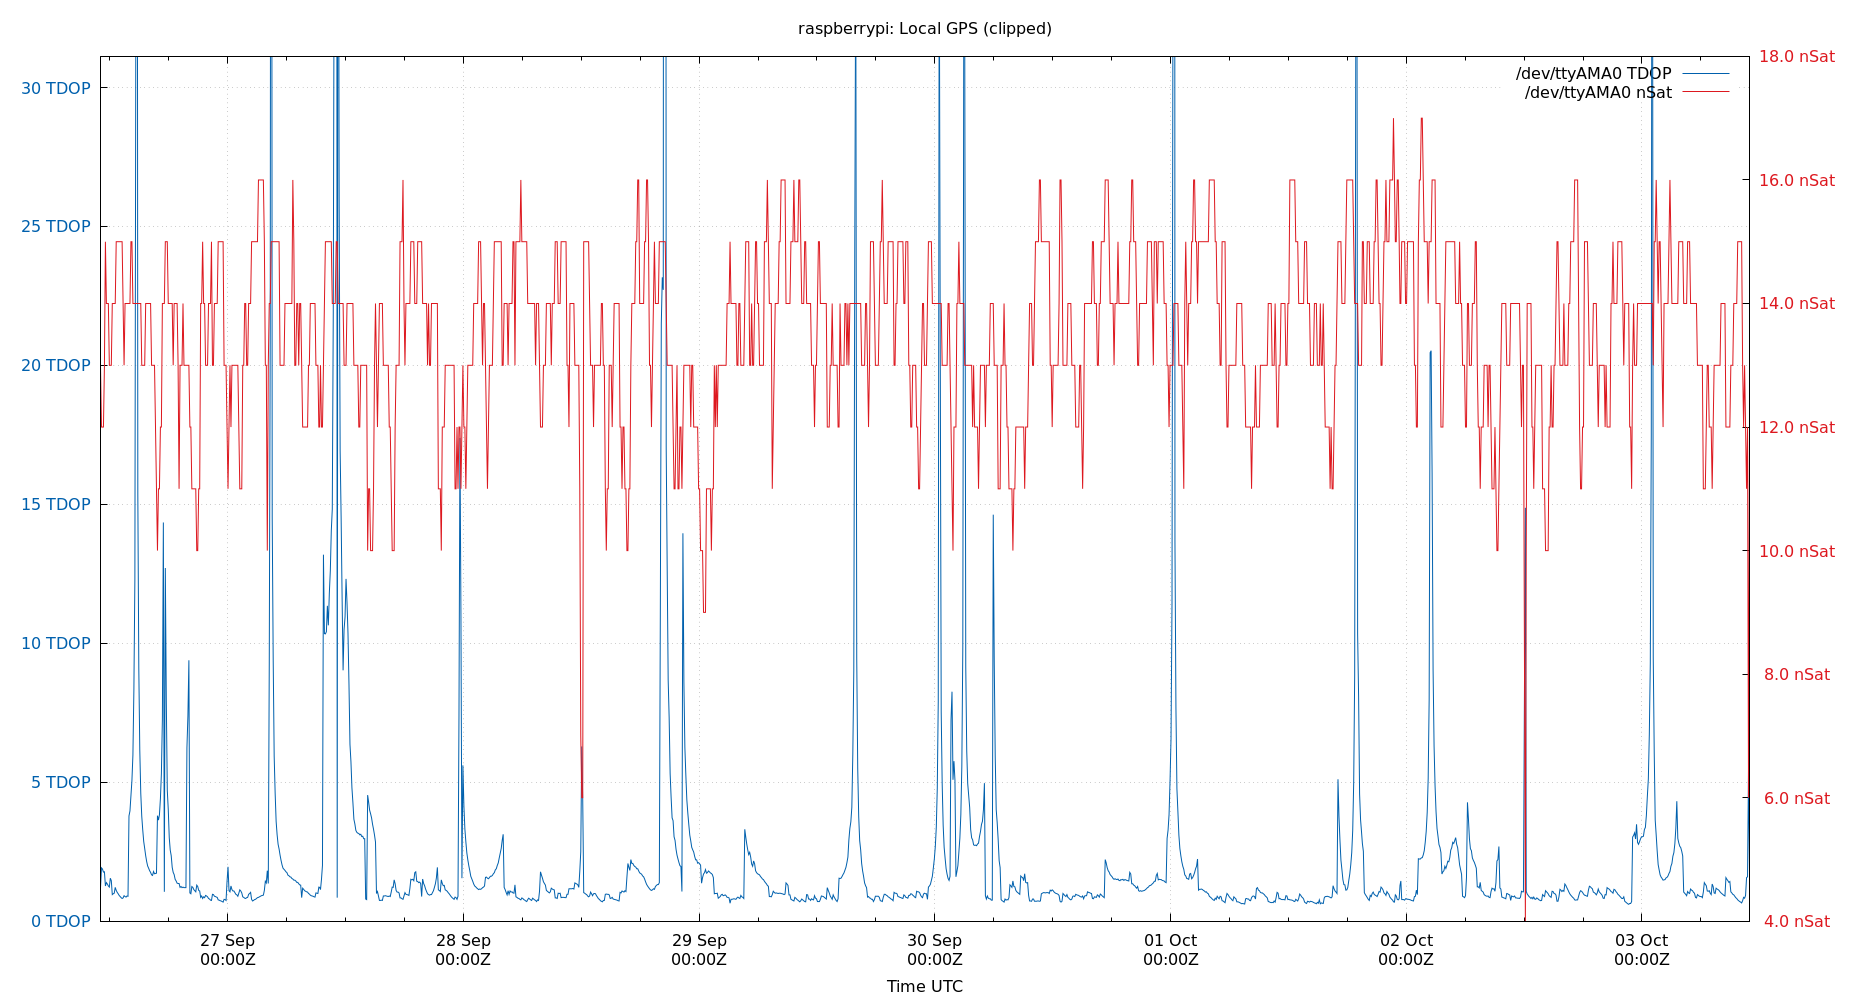 raspberrypi: Local GPS (clipped)
30 TDOP
25 TDOP
20 TDOP
15 TDOP
10 TDOP
5 TDOP
0 TDOP
18.0 nSat
16.0 nSat
14.0 nSat
12.0 nSat
10.0 nSat
8.0 nSat
6.0 nSat
4.0 nSat
/dev/ttyAMA0 TDOP
/dev/ttyAMA0 nSat
27 Sep
00:00Z
28 Sep
00:00Z
29 Sep
00:00Z
30 Sep
00:00Z
01 Oct
00:00Z
02 Oct
00:00Z
03 Oct
00:00Z
Time UTC